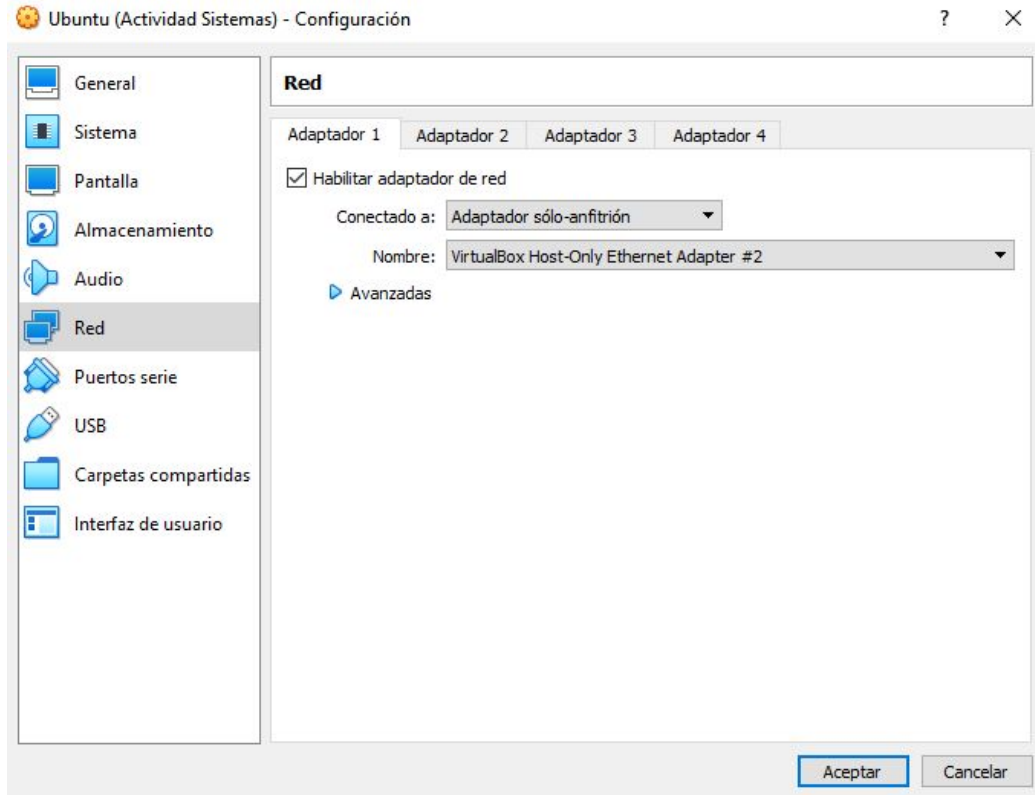 Ubuntu (Actividad Sistemas) - Configuración
?
General
Sistema
Pantalla
Almacenamiento
Audio
Red
Puertos serie
USB
Carpetas compartidas
Interfaz de usuario
Red
Adaptador 1 Adaptador 2 Adaptador 3 Adaptador 4
Habilitar adaptador de red
Conectado a: Adaptador sólo-anfitrión
Nombre: VirtualBox Host-Only Ethernet Adapter #2
Avanzadas
Aceptar Cancelar